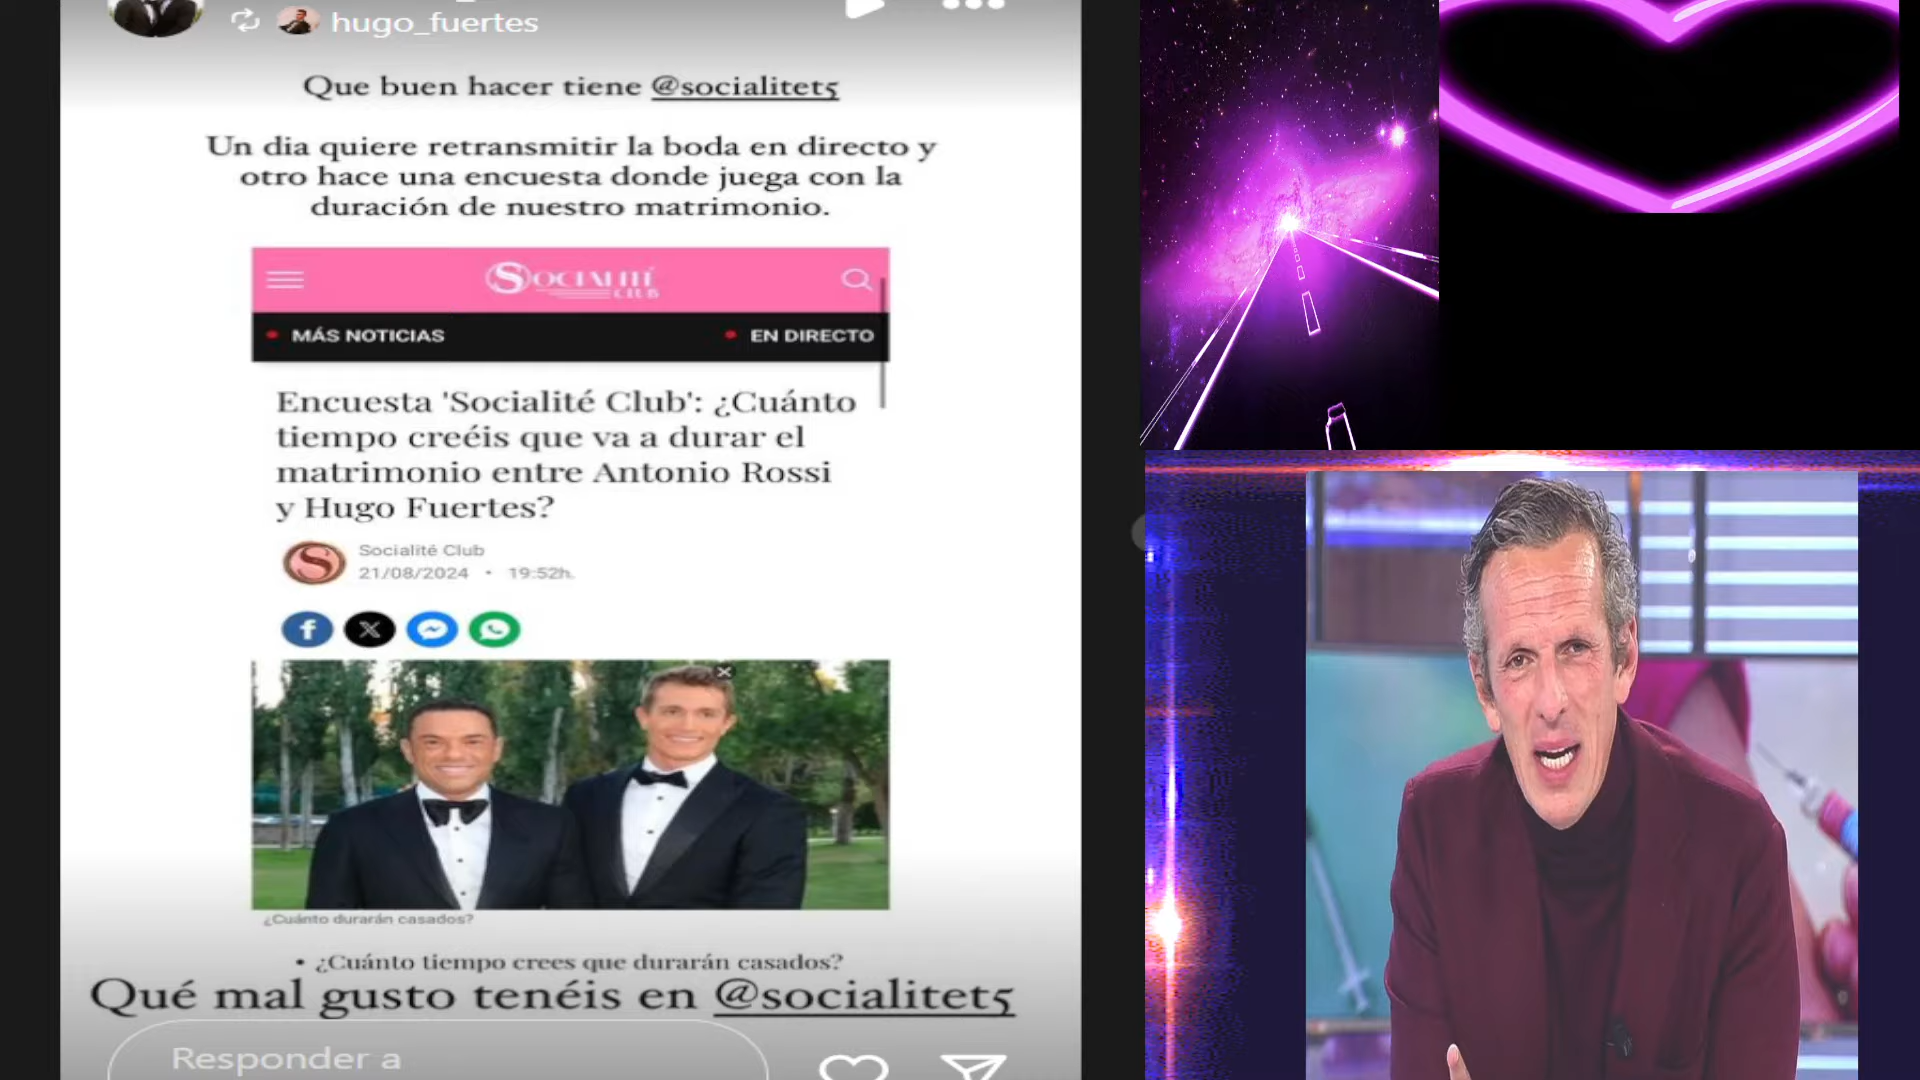 hugo_fuertes
Que buen hacer tiene @socialitet5
Un dia quiere retransmitir la boda en directo y
otro hace una encuesta donde juega con la
duración de nuestro matrimonio.
SOCIALITÉ
CLUB
MÁS NOTICIAS
EN DIRECTO
Encuesta 'Socialité Club': ¿Cuánto
tiempo creéis que va a durar el
matrimonio entre Antonio Rossi
y Hugo Fuertes?
Socialité Club
21/08/2024 • 19:52h.
¿Cuánto durarán casados?
• ¿Cuánto tiempo crees que durarán casados?
Qué mal gusto tenéis en @socialitet5
Responder a